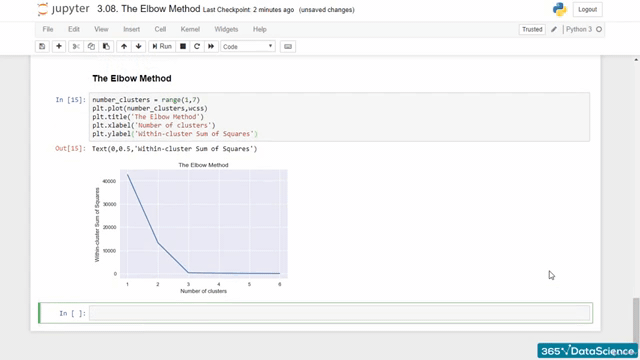 jupyter 3.08. The Elbow Method Last Checkpoint: 2 minutes ago (unsaved changes) Logout
File Edit View Insert Cell Kernel Widgets Help Trusted Python 3
Run Code
The Elbow Method
In [15]: number_clusters = range(1,7)
plt.plot(number_clusters,wcss)
plt.title('The Elbow Method')
plt.xlabel('Number of clusters')
plt.ylabel('Within-cluster Sum of Squares')
Out[15]: Text(0,0.5,'Within-cluster Sum of Squares')
The Elbow Method
Within-cluster Sum of Squares
40000
30000
20000
10000
0
1 2 3 4 5 6
Number of clusters
In [ ]:
365 DataScience